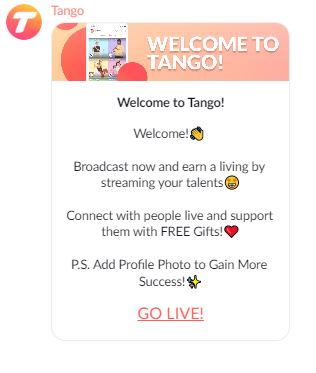 Tango
WELCOME TO
TANGO!
Welcome to Tango!
Welcome!👏
Broadcast now and earn a living by
streaming your talents🤩
Connect with people live and support
them with FREE Gifts!❤️
P.S. Add Profile Photo to Gain More
Success!✨
GO LIVE!